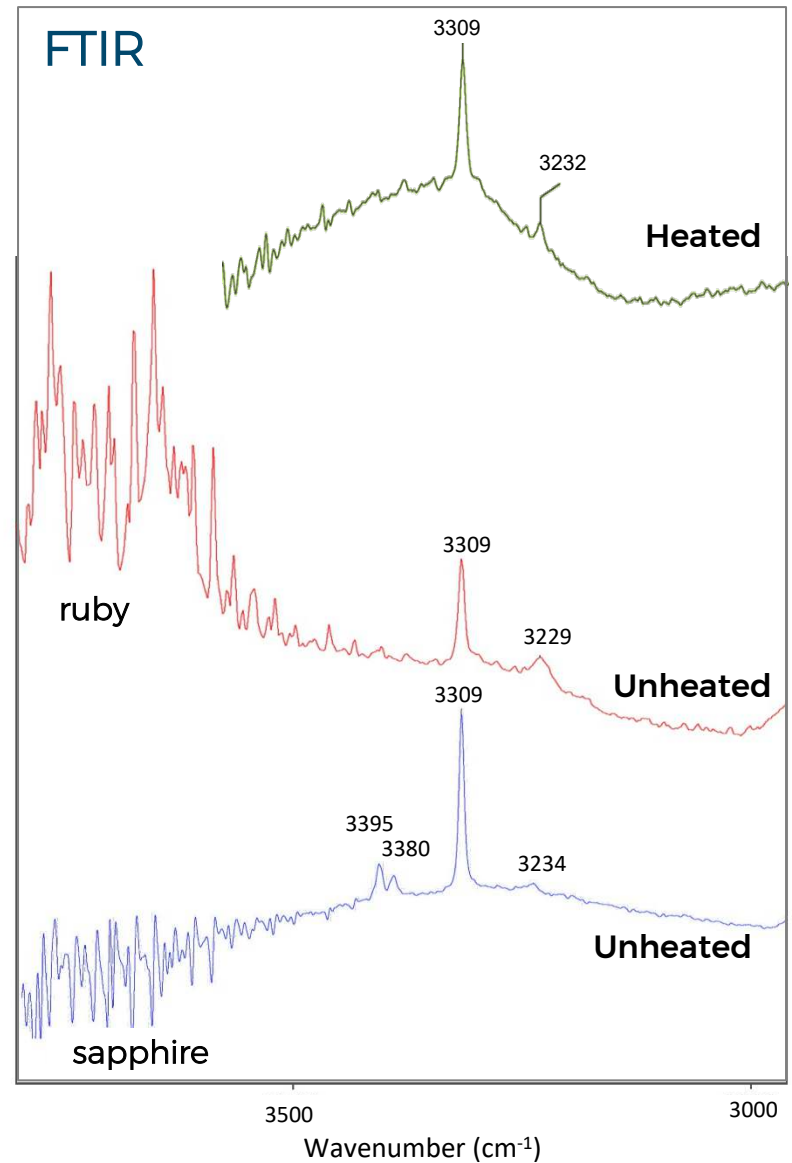 FTIR
3309
3232
Heated
3309
ruby
3229
Unheated
3309
3395
3380
3234
Unheated
sapphire
3500
3000
Wavenumber (cm⁻¹)